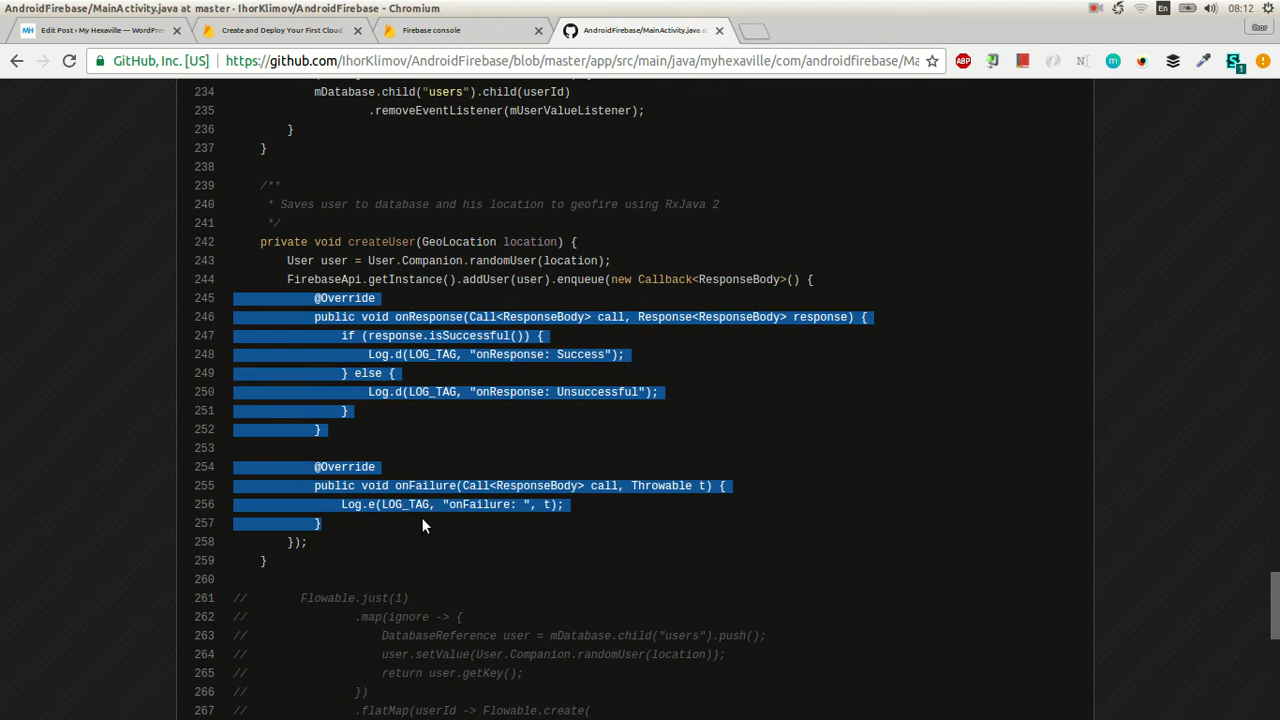 AndroidFirebase/MainActivity.java at master · IhorKlimov/AndroidFirebase - Chromium
En
08:12
Edit Post ‹ My Hexaville — WordPres
Create and Deploy Your First Cloud
Firebase console
AndroidFirebase/MainActivity.java at
Ihor
GitHub, Inc. [US]
https://github.com/IhorKlimov/AndroidFirebase/blob/master/app/src/main/java/myhexaville/com/androidfirebase/Ma
ABP
N
m
S
1
234 mDatabase.child("users").child(userId)
235 .removeEventListener(mUserValueListener);
236 }
237 }
238
239 /**
240 * Saves user to database and his location to geofire using RxJava 2
241 */
242 private void createUser(GeoLocation location) {
243 User user = User.Companion.randomUser(location);
244 FirebaseApi.getInstance().addUser(user).enqueue(new Callback<ResponseBody>() {
245 @Override
246 public void onResponse(Call<ResponseBody> call, Response<ResponseBody> response) {
247 if (response.isSuccessful()) {
248 Log.d(LOG_TAG, "onResponse: Success");
249 } else {
250 Log.d(LOG_TAG, "onResponse: Unsuccessful");
251 }
252 }
253
254 @Override
255 public void onFailure(Call<ResponseBody> call, Throwable t) {
256 Log.e(LOG_TAG, "onFailure: ", t);
257 }
258 });
259 }
260
261 // Flowable.just(1)
262 // .map(ignore -> {
263 // DatabaseReference user = mDatabase.child("users").push();
264 // user.setValue(User.Companion.randomUser(location));
265 // return user.getKey();
266 // })
267 // .flatMap(userId -> Flowable.create(